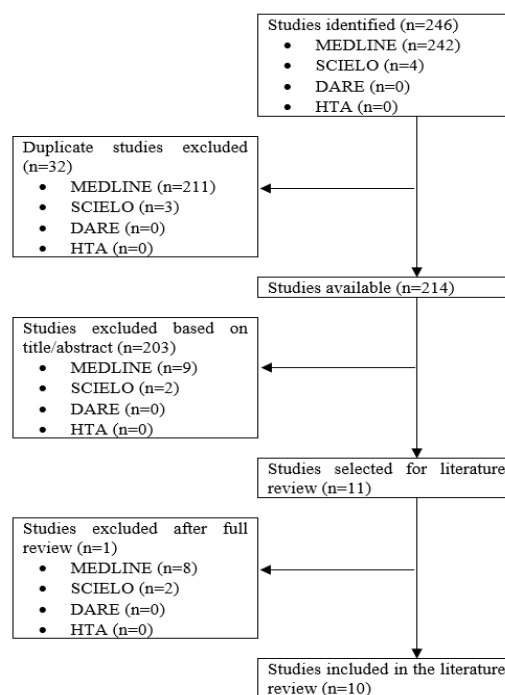 Studies identified (n=246)
• MEDLINE (n=242)
• SCIELO (n=4)
• DARE (n=0)
• HTA (n=0)
Duplicate studies excluded
(n=32)
• MEDLINE (n=211)
• SCIELO (n=3)
• DARE (n=0)
• HTA (n=0)
Studies available (n=214)
Studies excluded based on
title/abstract (n=203)
• MEDLINE (n=9)
• SCIELO (n=2)
• DARE (n=0)
• HTA (n=0)
Studies selected for literature
review (n=11)
Studies excluded after full
review (n=1)
• MEDLINE (n=8)
• SCIELO (n=2)
• DARE (n=0)
• HTA (n=0)
Studies included in the literature
review (n=10)